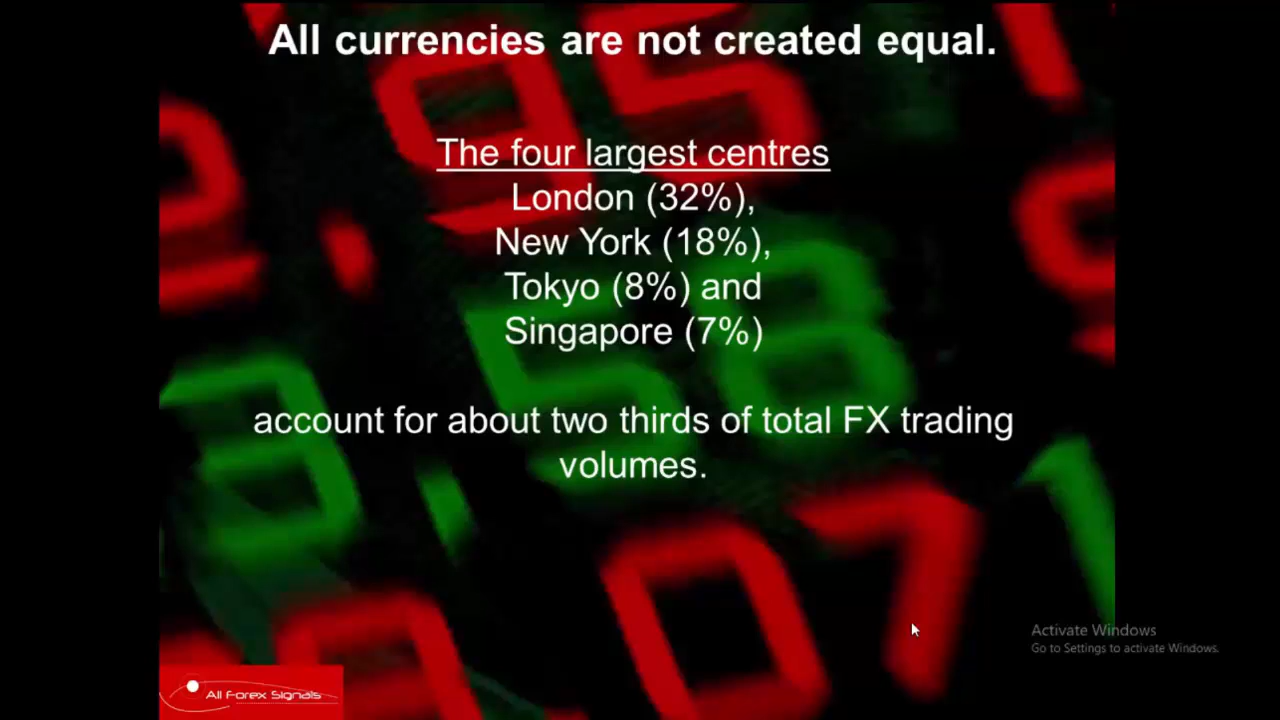 All currencies are not created equal.
The four largest centres
London (32%),
New York (18%),
Tokyo (8%) and
Singapore (7%)
account for about two thirds of total FX trading
volumes.
Activate Windows
Go to Settings to activate Windows.
All Forex Signals